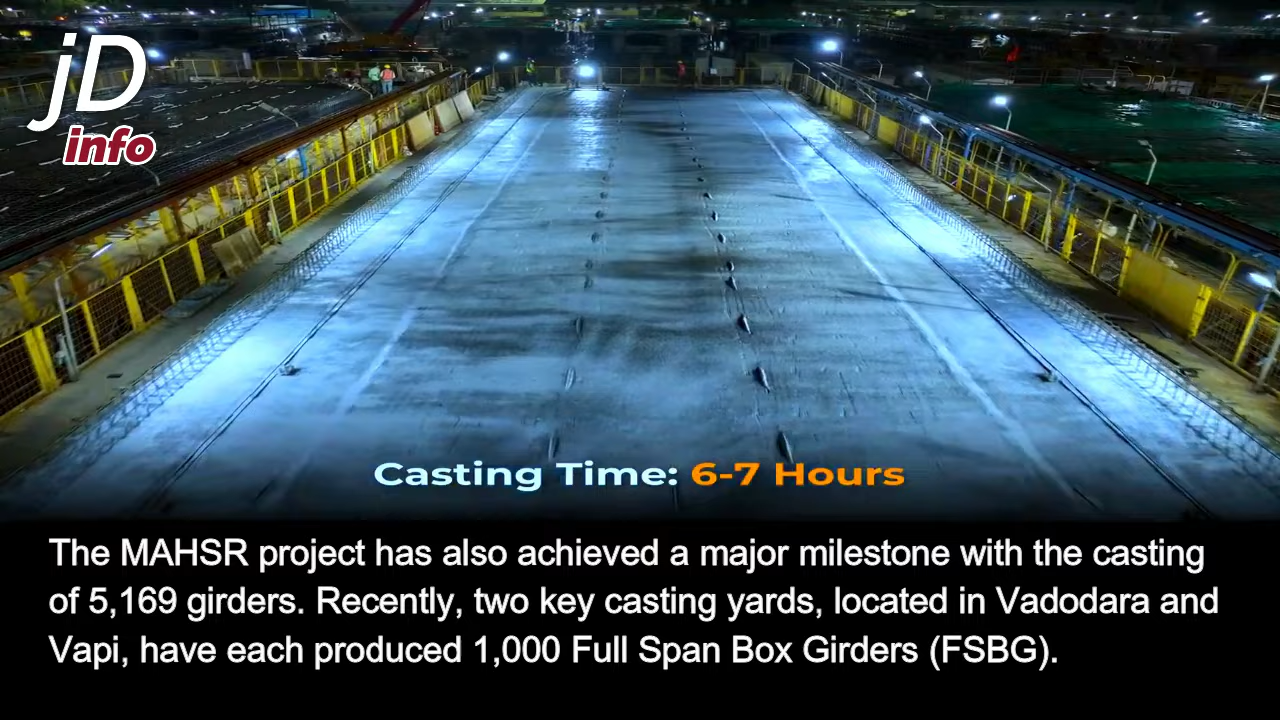 jD
info
Casting Time: 6-7 Hours
The MAHSR project has also achieved a major milestone with the casting
of 5,169 girders. Recently, two key casting yards, located in Vadodara and
Vapi, have each produced 1,000 Full Span Box Girders (FSBG).